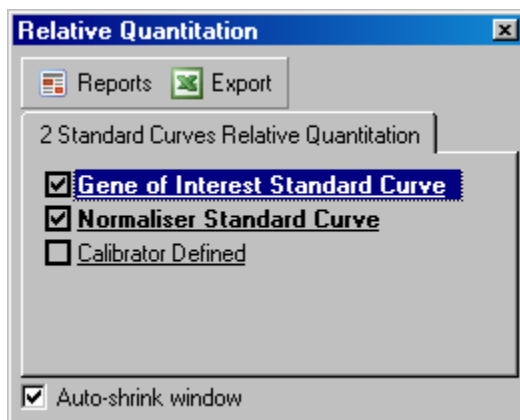 Relative Quantitation
Reports Export
2 Standard Curves Relative Quantitation
Gene of Interest Standard Curve
Normaliser Standard Curve
Calibrator Defined
Auto-shrink window